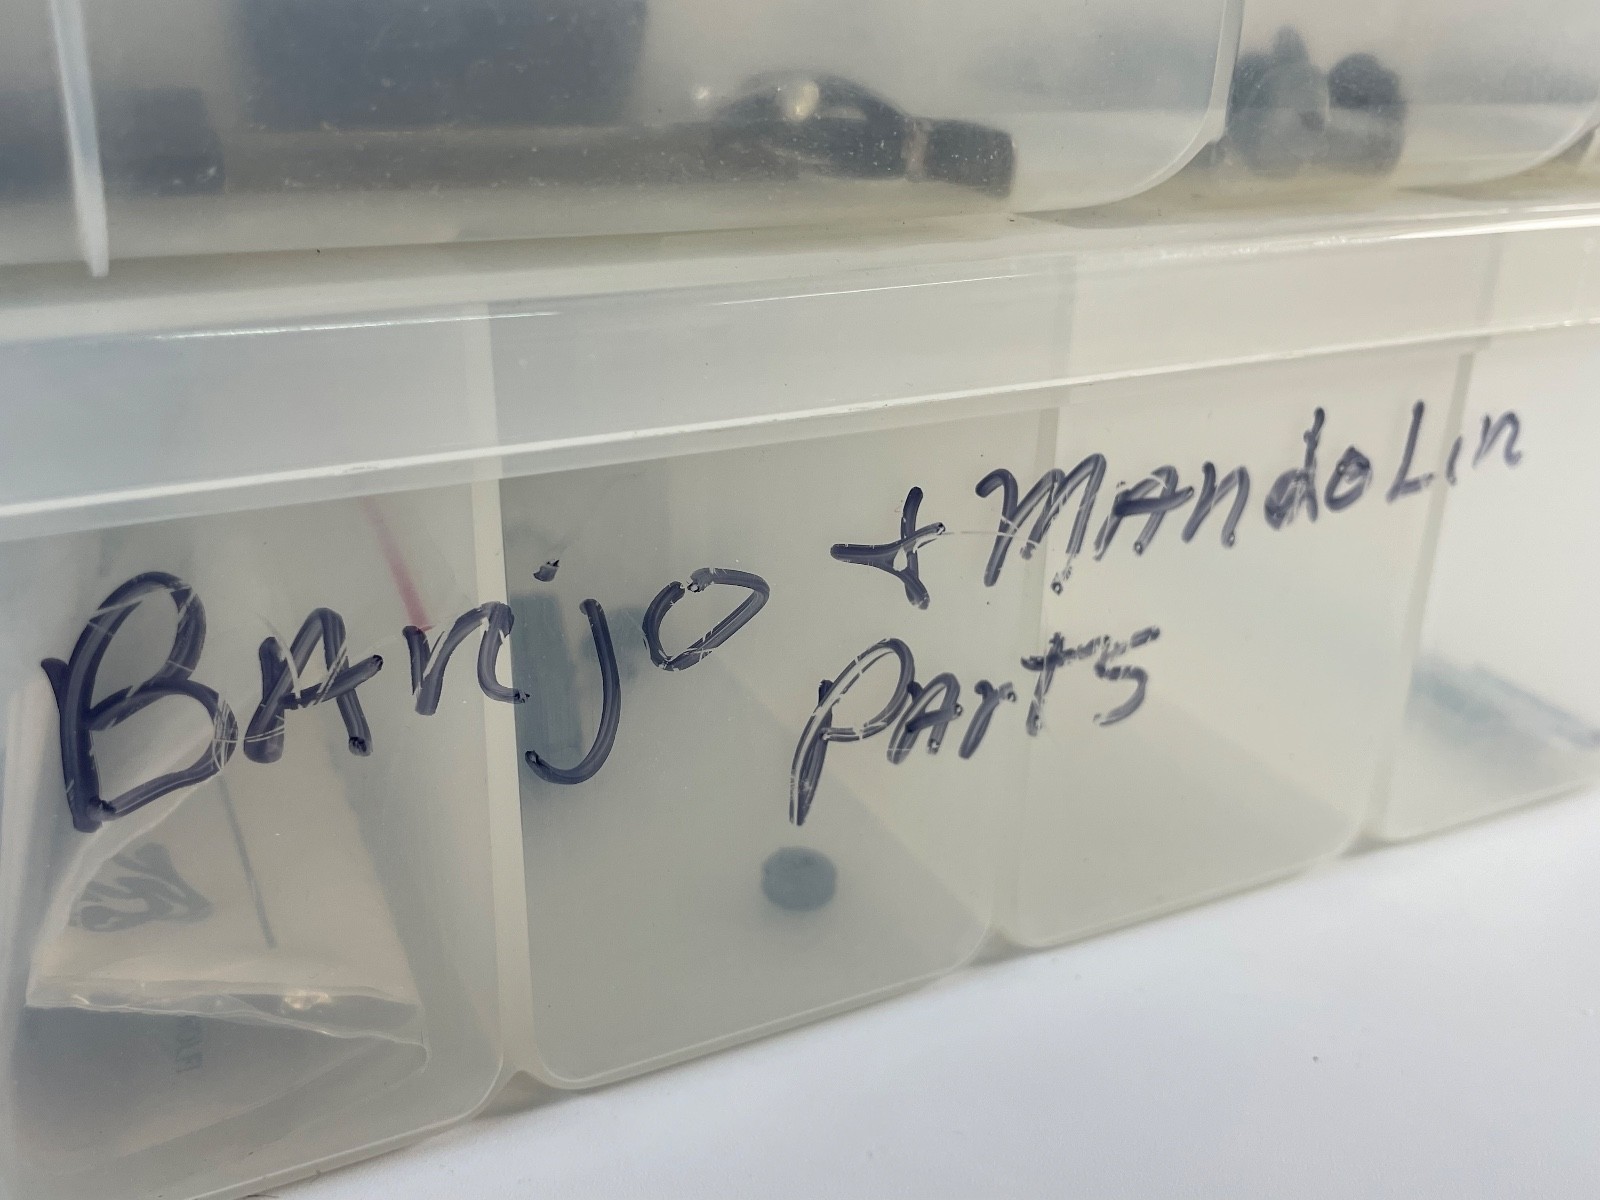 BAnjo + MAndoLin
PArtS